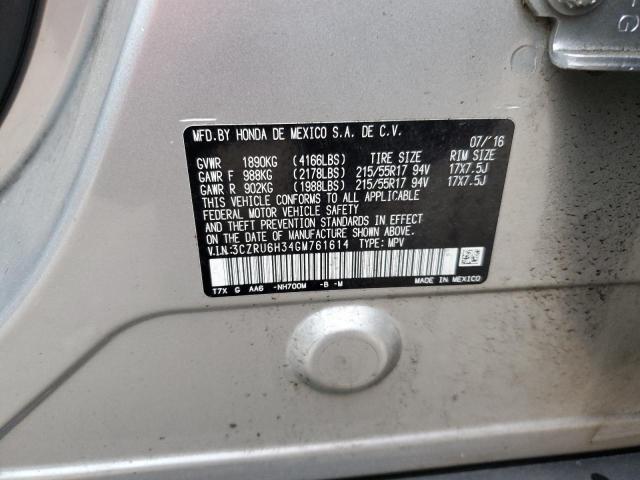 MFD.BY HONDA DE MEXICO S.A. DE C.V.
07/'16
GVWR 1890KG (4166LBS) TIRE SIZE RIM SIZE
GAWR F 988KG (2178LBS) 215/55R17 94V 17X7.5J
GAWR R 902KG (1988LBS) 215/55R17 94V 17X7.5J
THIS VEHICLE CONFORMS TO ALL APPLICABLE
FEDERAL MOTOR VEHICLE SAFETY
AND THEFT PREVENTION STANDARDS IN EFFECT
ON THE DATE OF MANUFACTURE SHOWN ABOVE.
V.I.N:3CZRU6H34GM761614 TYPE: MPV
T7X G AA6 -NH700M -B -M
MADE IN MEXICO